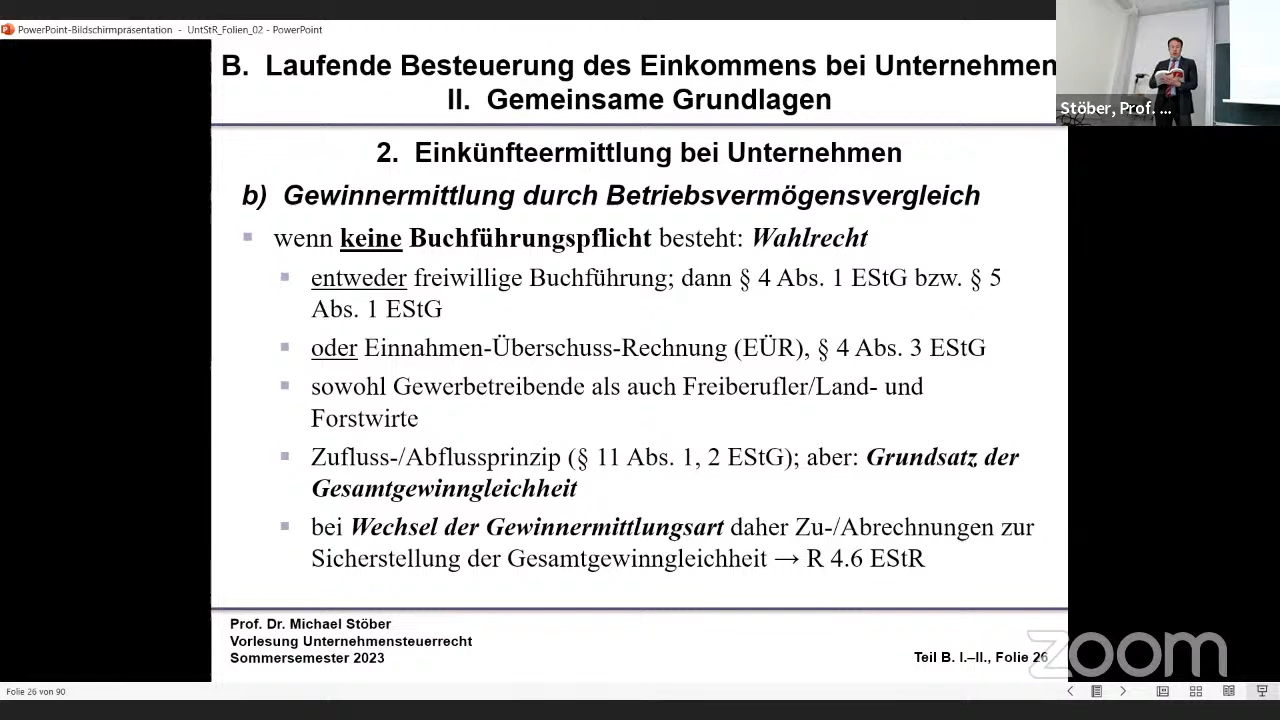 PowerPoint-Bildschirmpräsentation - UntStR_Folien_02 - PowerPoint
B. Laufende Besteuerung des Einkommens bei Unternehmen
II. Gemeinsame Grundlagen
Stöber, Prof. ...
2. Einkünfteermittlung bei Unternehmen
b) Gewinnermittlung durch Betriebsvermögensvergleich
wenn keine Buchführungspflicht besteht: Wahlrecht
entweder freiwillige Buchführung; dann § 4 Abs. 1 EStG bzw. § 5
Abs. 1 EStG
oder Einnahmen-Überschuss-Rechnung (EÜR), § 4 Abs. 3 EStG
sowohl Gewerbetreibende als auch Freiberufler/Land- und
Forstwirte
Zufluss-/Abflussprinzip (§ 11 Abs. 1, 2 EStG); aber: Grundsatz der
Gesamtgewinngleichheit
bei Wechsel der Gewinnermittlungsart daher Zu-/Abrechnungen zur
Sicherstellung der Gesamtgewinngleichheit → R 4.6 EStR
Prof. Dr. Michael Stöber
Vorlesung Unternehmensteuerrecht
Sommersemester 2023
Teil B. I.–II., Folie 26
zoom
Folie 26 von 90